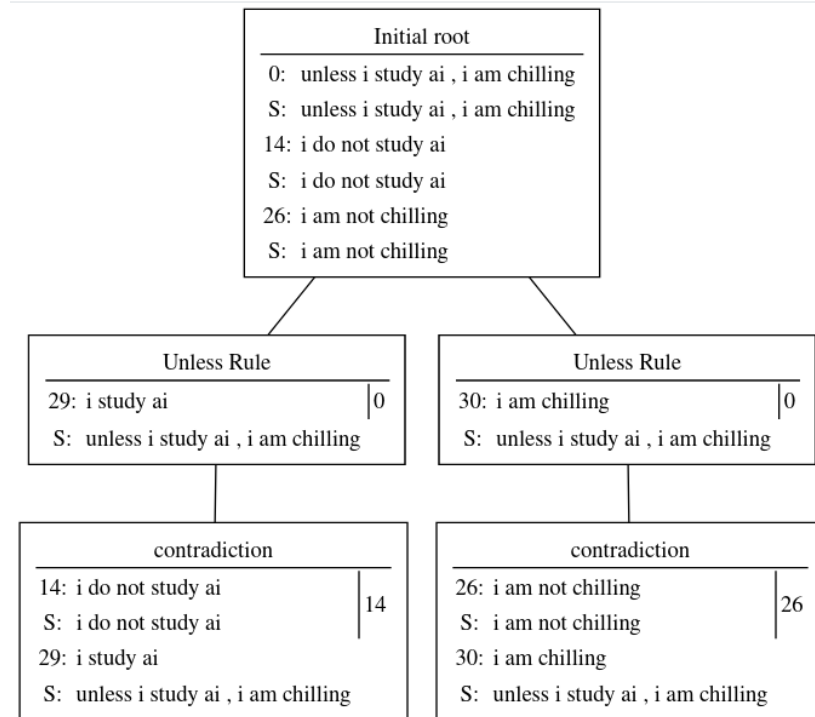 Initial root
0: unless i study ai , i am chilling
S: unless i study ai , i am chilling
14: i do not study ai
S: i do not study ai
26: i am not chilling
S: i am not chilling
Unless Rule
29: i study ai 0
S: unless i study ai , i am chilling
Unless Rule
30: i am chilling 0
S: unless i study ai , i am chilling
contradiction
14: i do not study ai
14
S: i do not study ai
29: i study ai
S: unless i study ai , i am chilling
contradiction
26: i am not chilling
26
S: i am not chilling
30: i am chilling
S: unless i study ai , i am chilling